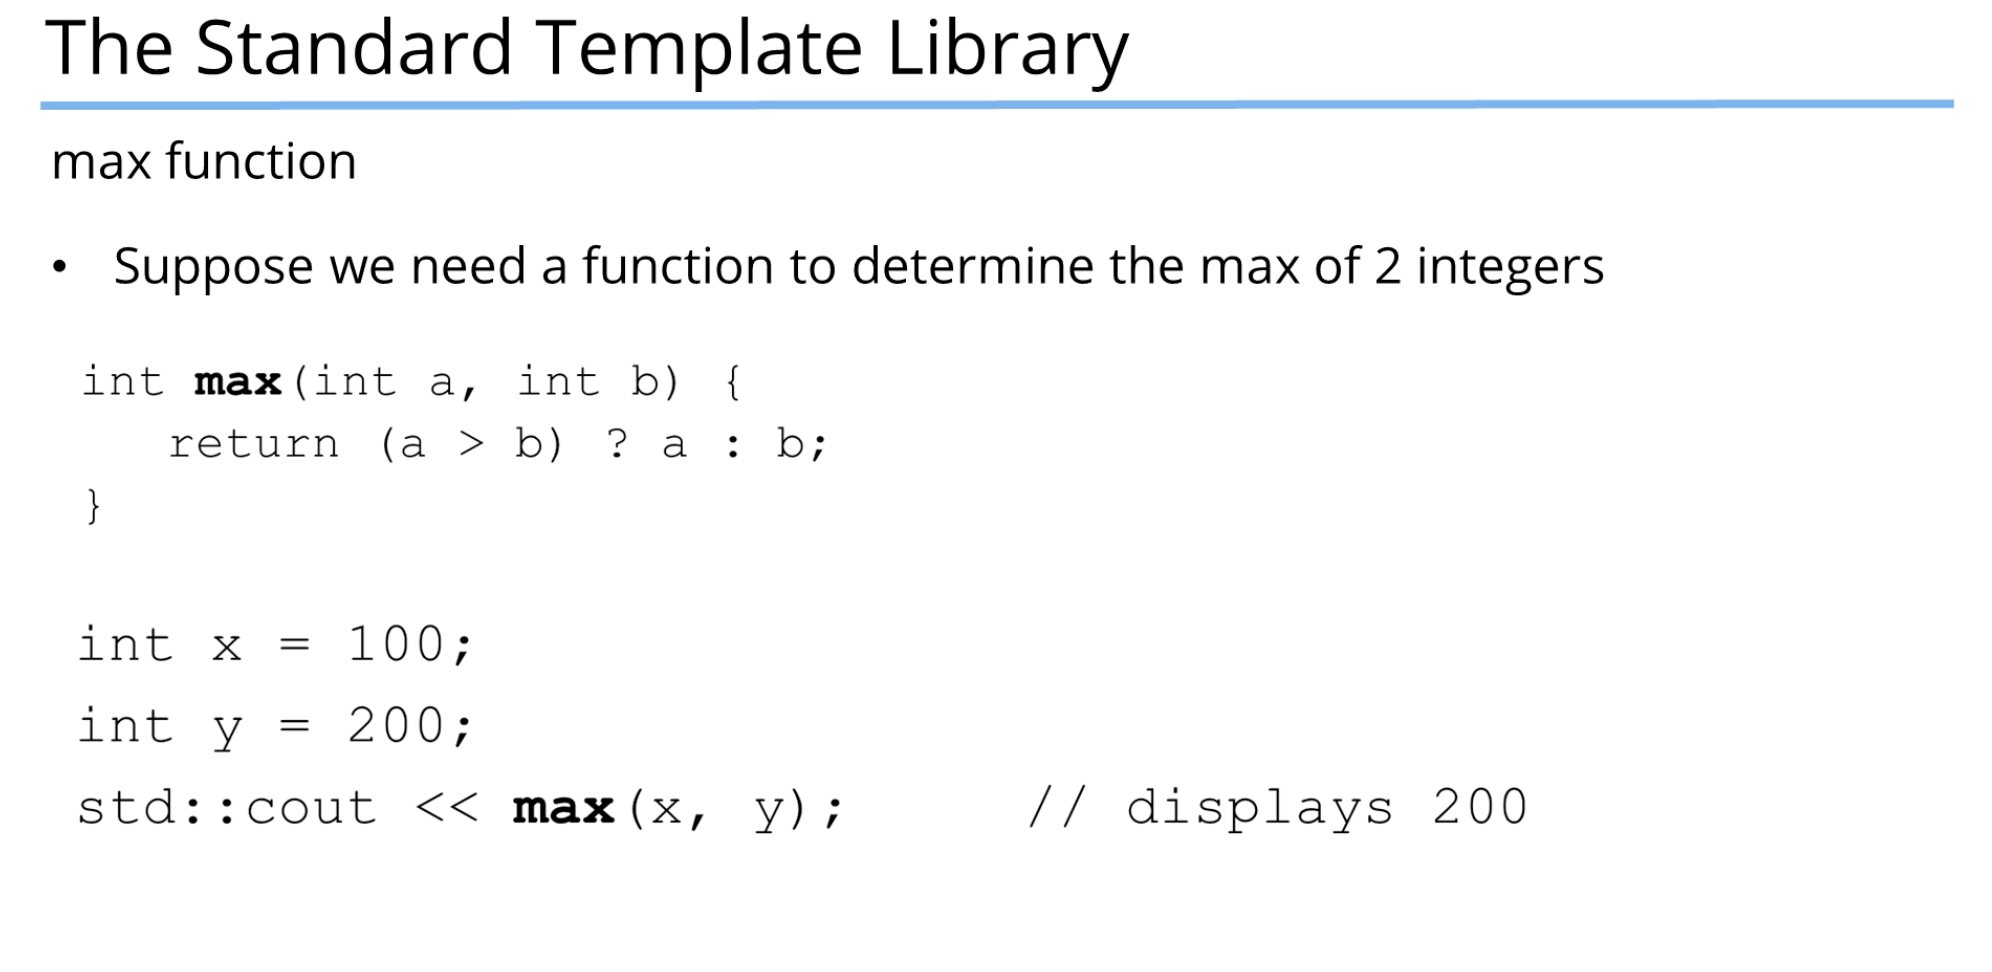 The Standard Template Library
max function
• Suppose we need a function to determine the max of 2 integers
int max(int a, int b) {
return (a > b) ? a : b;
}
int x = 100;
int y = 200;
std::cout << max(x, y); // displays 200